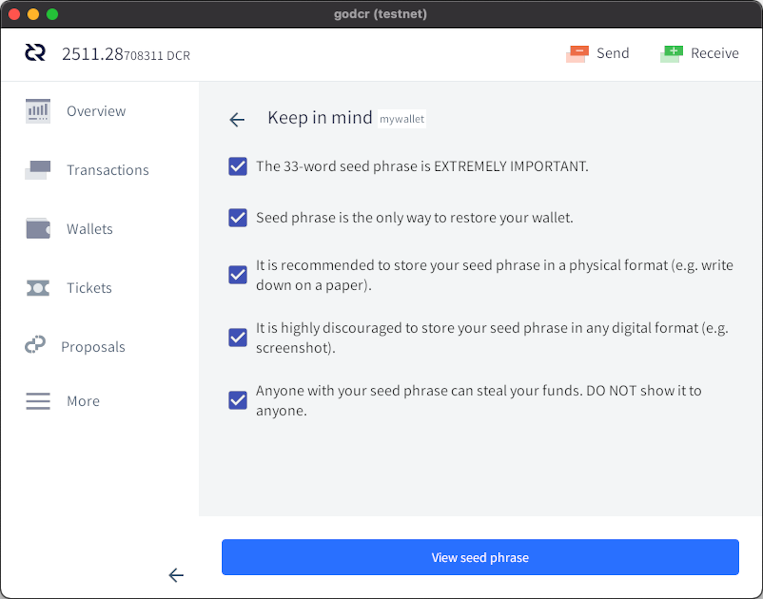 godcr (testnet)
2511.28708311 DCR
Send
Receive
Overview
Transactions
Wallets
Tickets
Proposals
More
Keep in mind mywallet
The 33-word seed phrase is EXTREMELY IMPORTANT.
Seed phrase is the only way to restore your wallet.
It is recommended to store your seed phrase in a physical format (e.g. write
down on a paper).
It is highly discouraged to store your seed phrase in any digital format (e.g.
screenshot).
Anyone with your seed phrase can steal your funds. DO NOT show it to
anyone.
View seed phrase